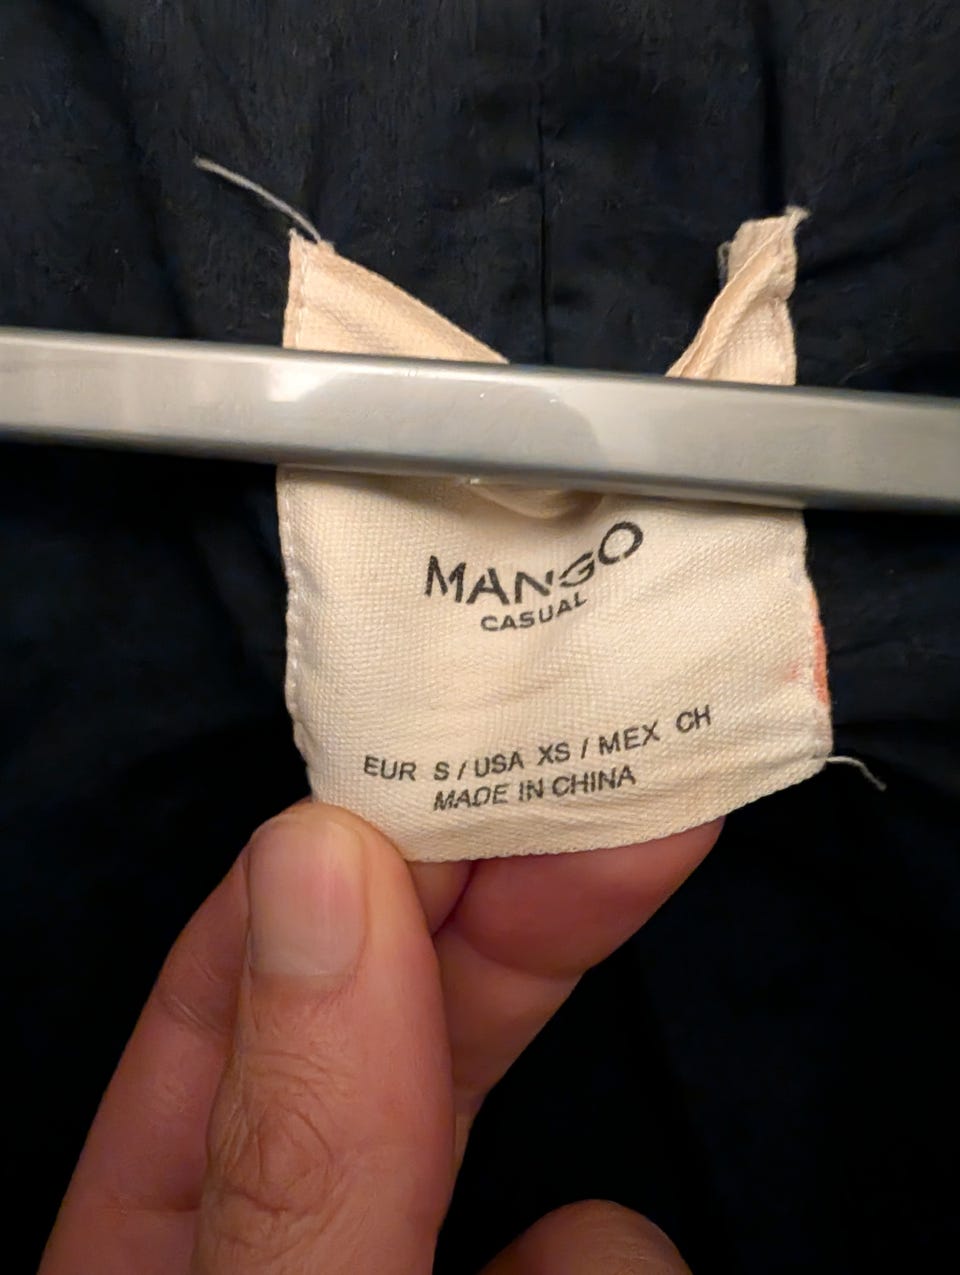 MANGO
CASUAL
EUR S / USA XS / MEX CH
MADE IN CHINA